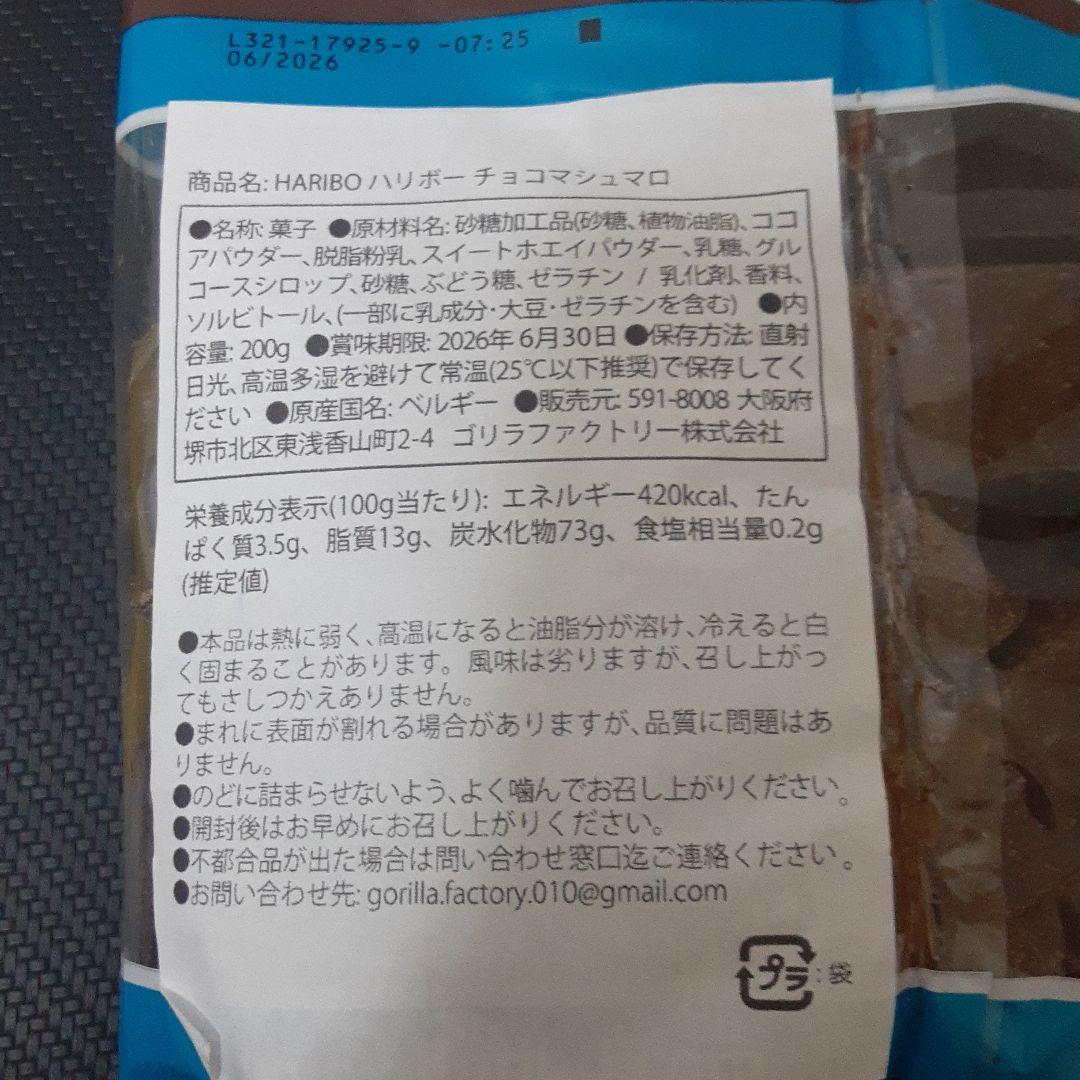 L321-17925-9 -07:25
06/2026
商品名: HARIBO ハリボー チョコマシュマロ
●名称: 菓子 ●原材料名: 砂糖加工品(砂糖、植物油脂)、ココ
アパウダー、脱脂粉乳、スイートホエイパウダー、乳糖、グル
コースシロップ、砂糖、ぶどう糖、ゼラチン / 乳化剤、香料、
ソルビトール、(一部に乳成分・大豆・ゼラチンを含む) ●内
容量: 200g ●賞味期限: 2026年 6月30日 ●保存方法: 直射
日光、高温多湿を避けて常温(25℃以下推奨)で保存してく
ださい ●原産国名: ベルギー ●販売元: 591-8008 大阪府
堺市北区東浅香山町2-4 ゴリラファクトリー株式会社
栄養成分表示(100g当たり): エネルギー420kcal、たん
ぱく質3.5g、脂質13g、炭水化物73g、食塩相当量0.2g
(推定値)
●本品は熱に弱く、高温になると油脂分が溶け、冷えると白
く固まることがあります。風味は劣りますが、召し上がっ
てもさしつかえありません。
●まれに表面が割れる場合がありますが、品質に問題はあ
りません。
●のどに詰まらせないよう、よく噛んでお召し上がりください。
●開封後はお早めにお召し上がりください。
●不都合品が出た場合は問い合わせ窓口迄ご連絡ください。
●お問い合わせ先: gorilla.factory.010@gmail.com
プラ : 袋